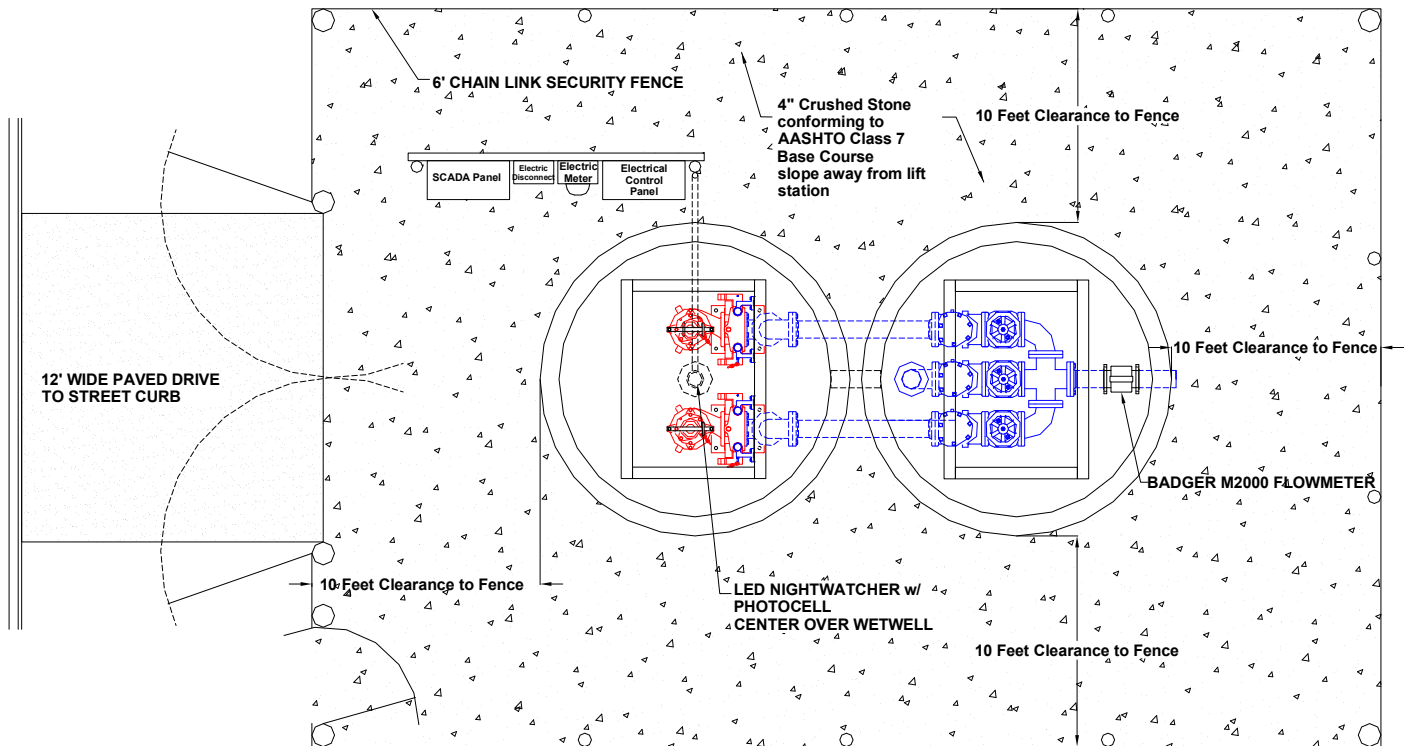 6' CHAIN LINK SECURITY FENCE
4" Crushed Stone
conforming to
AASHTO Class 7
Base Course
slope away from lift
station
10 Feet Clearance to Fence
SCADA Panel
Electric
Disconnect
Electric
Meter
Electrical
Control
Panel
12' WIDE PAVED DRIVE
TO STREET CURB
10 Feet Clearance to Fence
BADGER M2000 FLOWMETER
10 Feet Clearance to Fence
LED NIGHTWATCHER w/
PHOTOCELL
CENTER OVER WETWELL
10 Feet Clearance to Fence